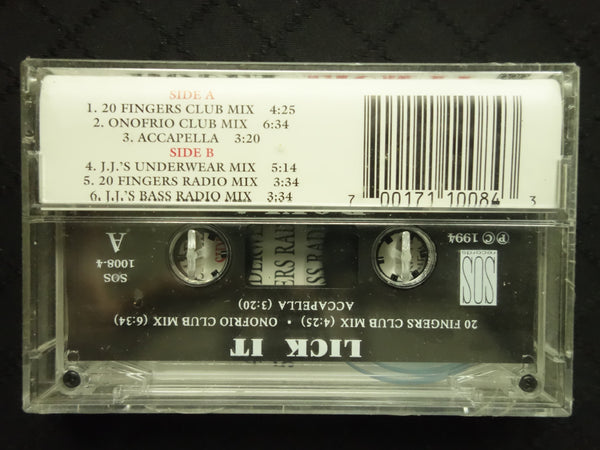 SIDE A
1. 20 FINGERS CLUB MIX 4:25
2. ONOFRIO CLUB MIX 6:34
3. ACCAPELLA 3:20
SIDE B
4. J.J.'S UNDERWEAR MIX 5:14
5. 20 FINGERS RADIO MIX 3:34
6. J.J.'S BASS RADIO MIX 3:34
7 00171 10084 3
LICK IT
20 FINGERS CLUB MIX (4:25) • ONOFRIO CLUB MIX (6:34)
ACCAPELLA (3:20)
SOS
records
℗ © 1994
SOS
1008-4
A